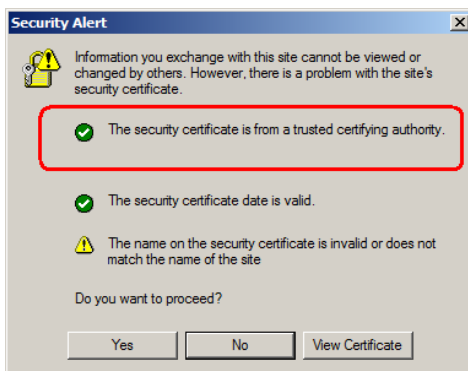 Security Alert
Information you exchange with this site cannot be viewed or
changed by others. However, there is a problem with the site's
security certificate.
The security certificate is from a trusted certifying authority.
The security certificate date is valid.
The name on the security certificate is invalid or does not
match the name of the site
Do you want to proceed?
Yes No View Certificate